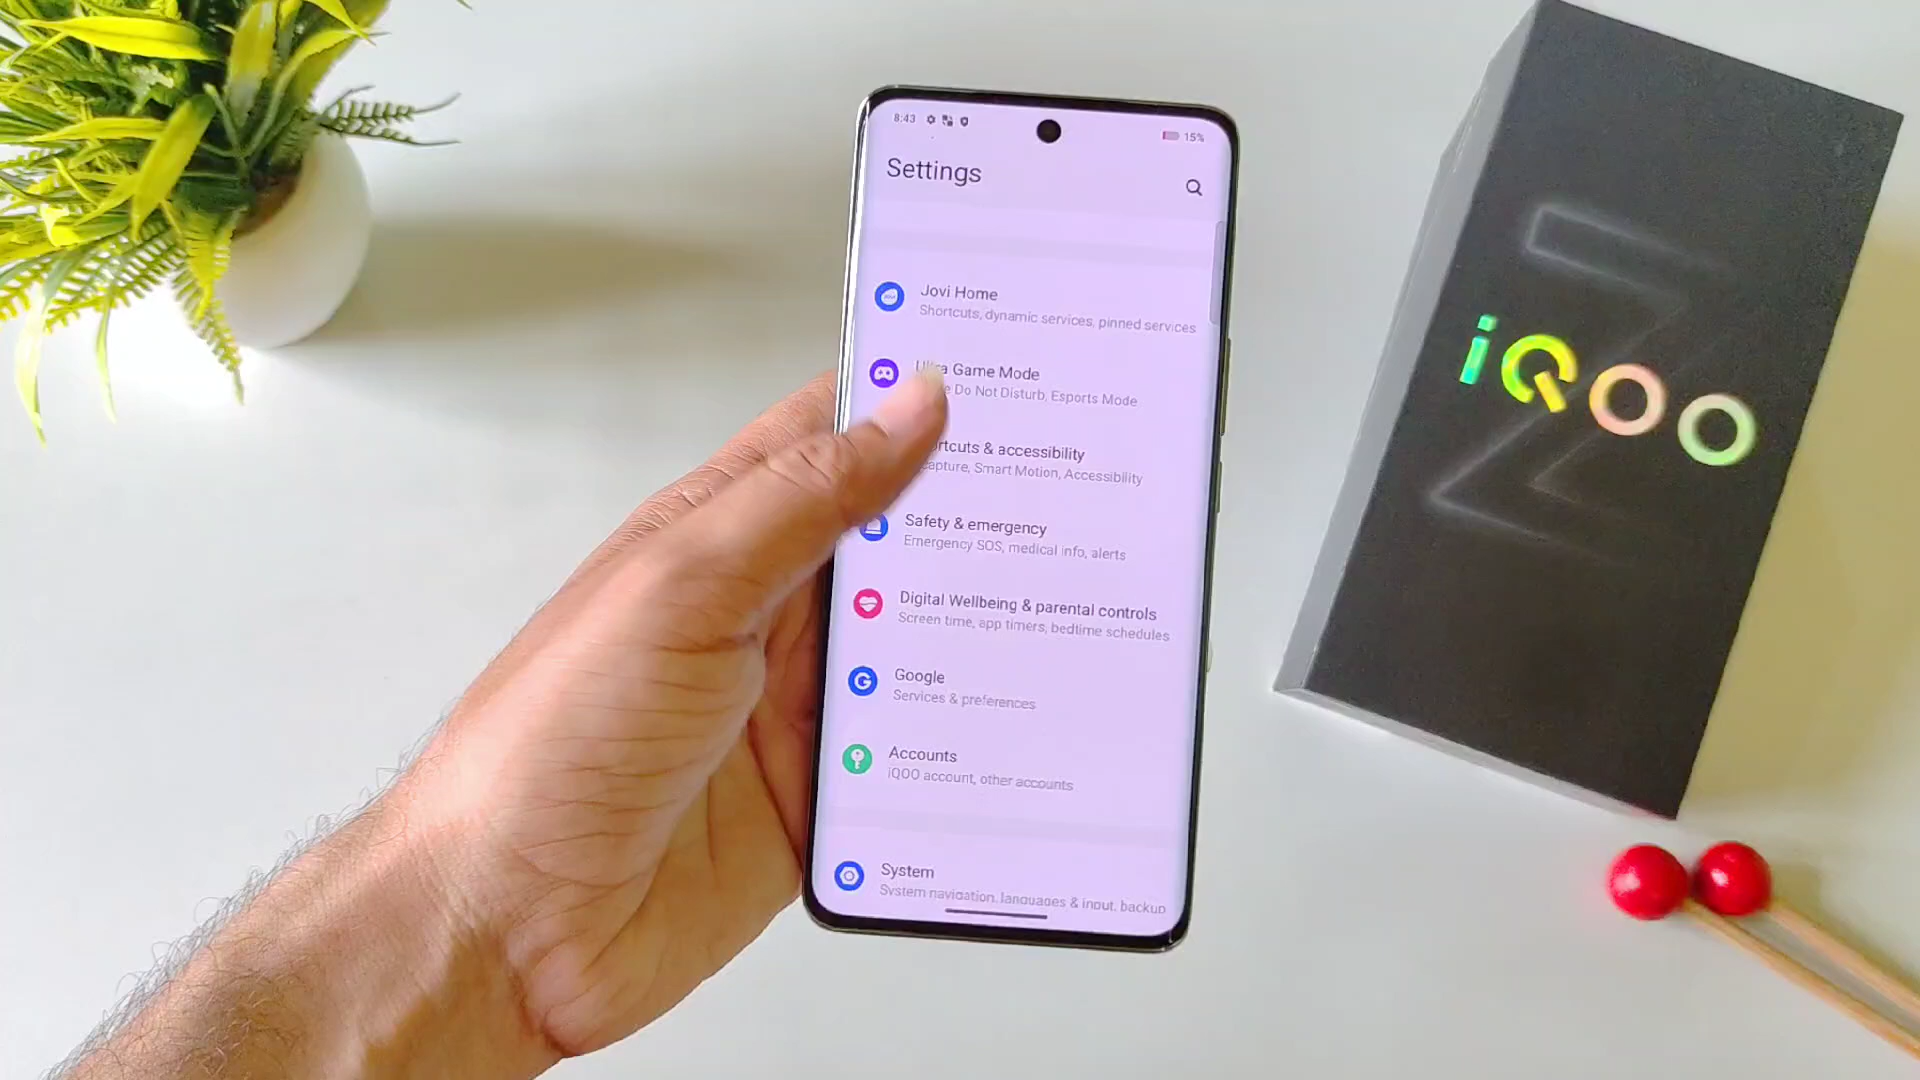 8:43
15%
Settings
Jovi Home
Shortcuts, dynamic services, pinned services
Game Mode
Do Not Disturb, Esports Mode
& accessibility
Smart Motion, Accessibility
Safety & emergency
Emergency SOS, medical info, alerts
Digital Wellbeing & parental controls
Screen time, app timers, bedtime schedules
Google
Services & preferences
Accounts
iQOO account, other accounts
System
System navigation, languages & input, backup
Z
iQOO